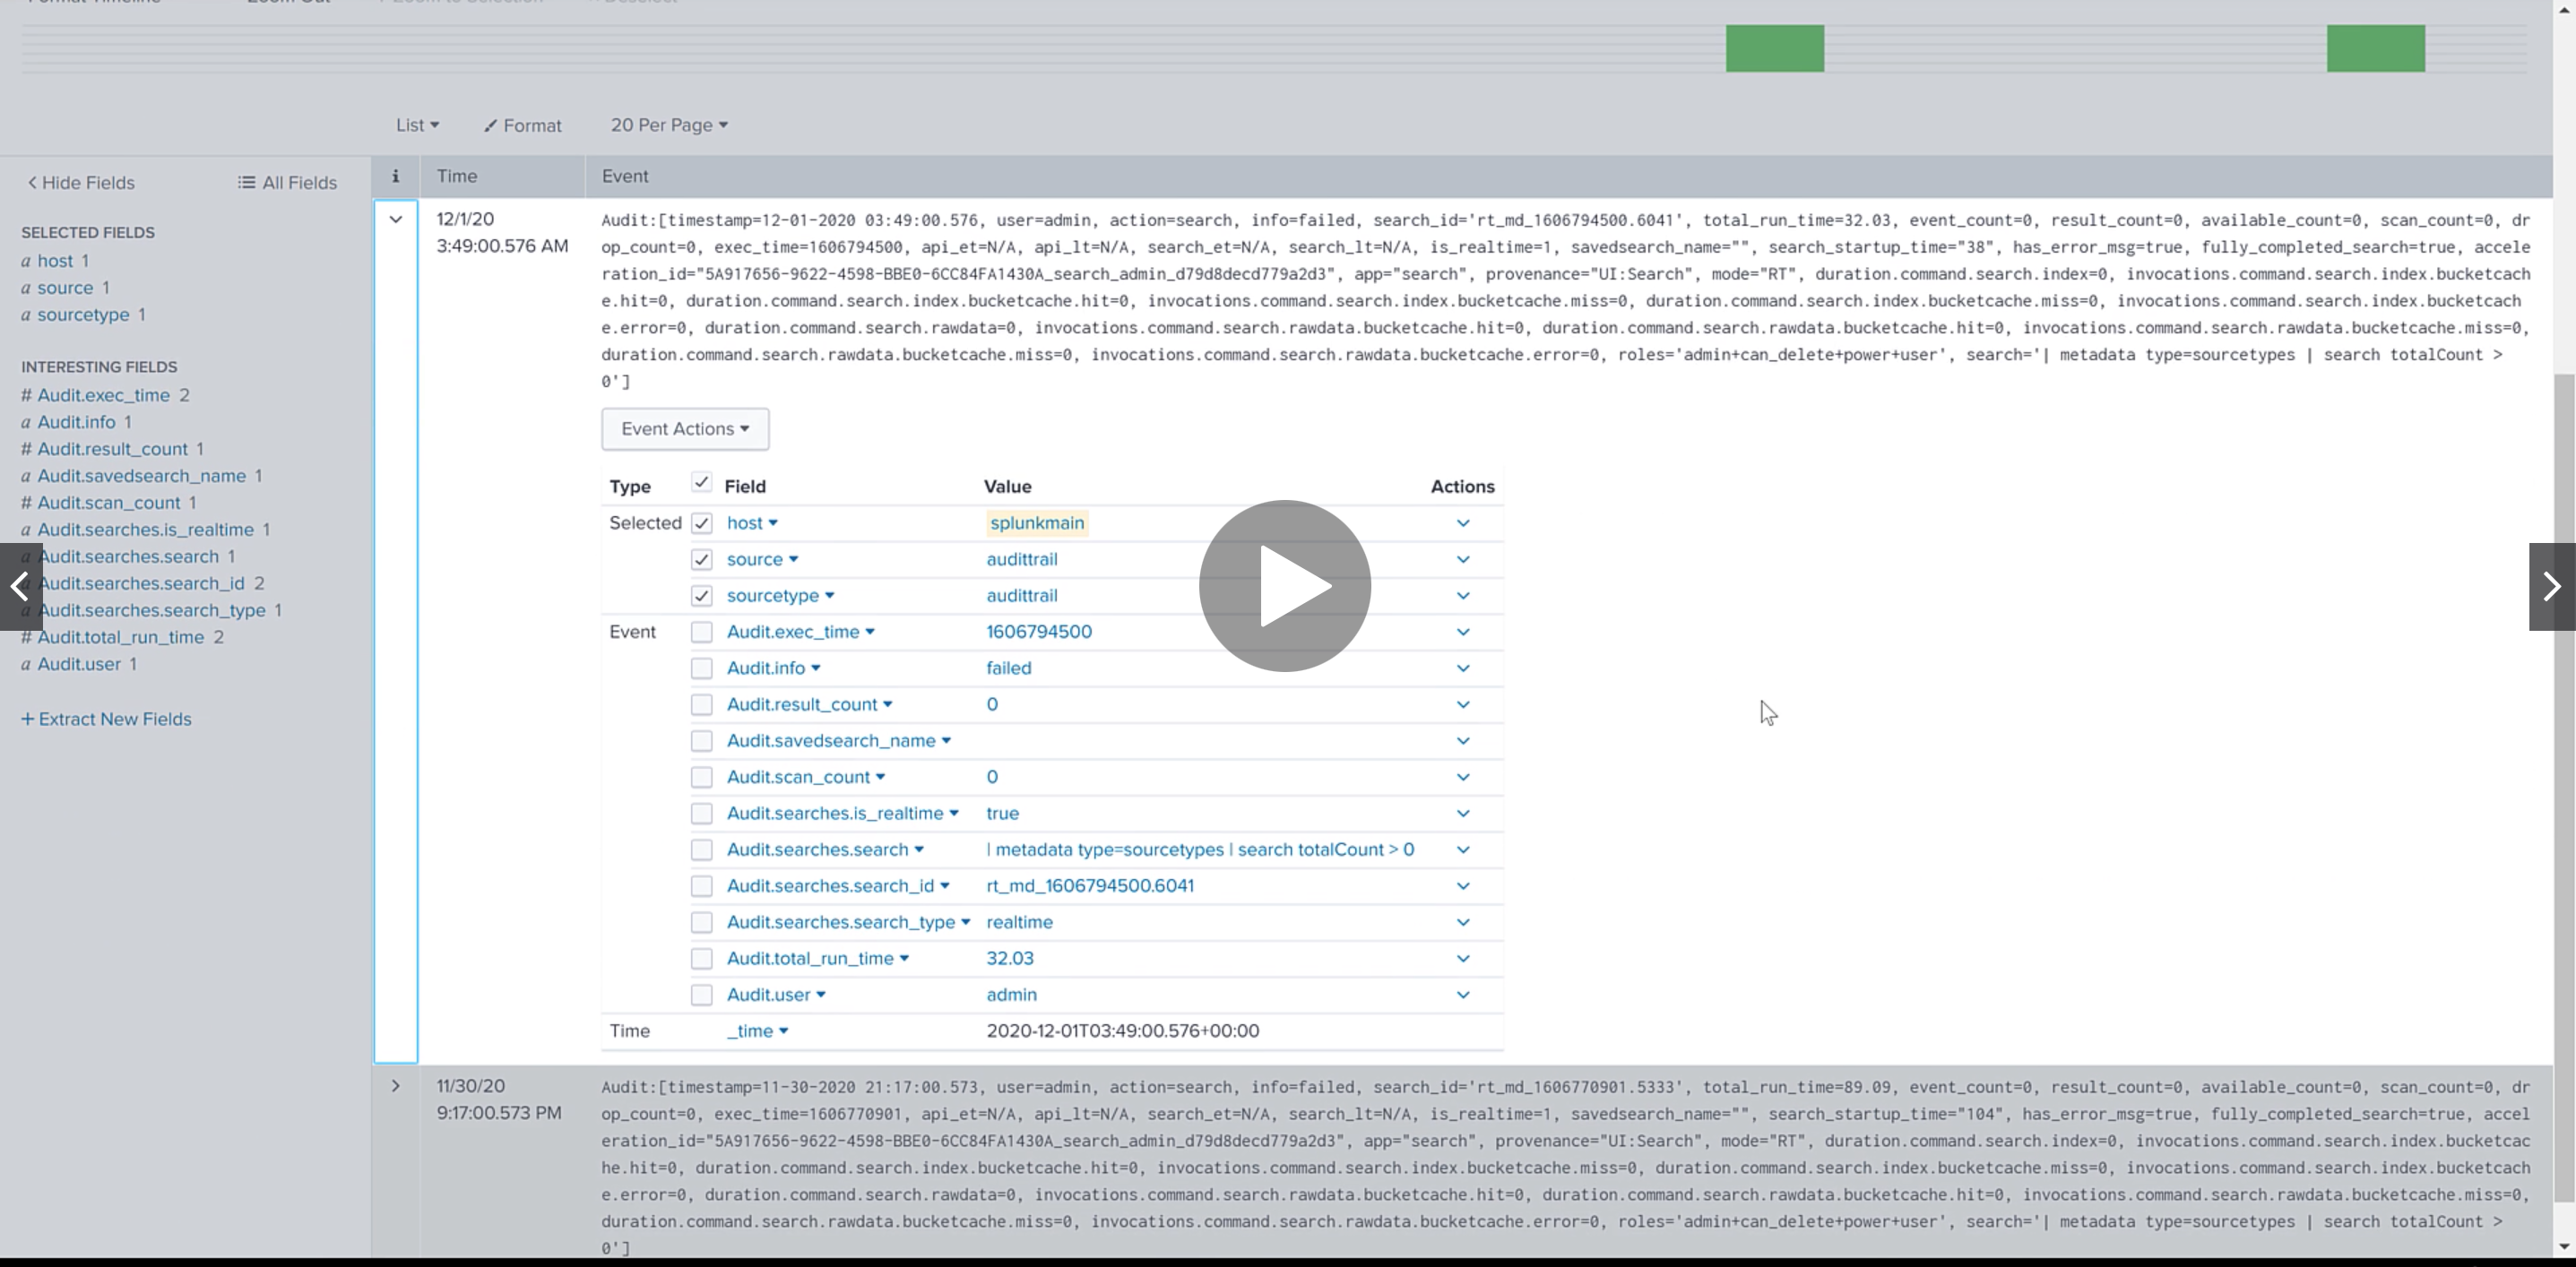 Format Timeline Zoom Out + Zoom to Selection × Deselect
List Format 20 Per Page
Hide Fields All Fields
SELECTED FIELDS
a host 1
a source 1
a sourcetype 1
INTERESTING FIELDS
# Audit.exec_time 2
a Audit.info 1
# Audit.result_count 1
a Audit.savedsearch_name 1
# Audit.scan_count 1
a Audit.searches.is_realtime 1
a Audit.searches.search 1
a Audit.searches.search_id 2
a Audit.searches.search_type 1
# Audit.total_run_time 2
a Audit.user 1
+ Extract New Fields
i Time Event
12/1/20
3:49:00.576 AM
Audit:[timestamp=12-01-2020 03:49:00.576, user=admin, action=search, info=failed, search_id='rt_md_1606794500.6041', total_run_time=32.03, event_count=0, result_count=0, available_count=0, scan_count=0, dr
op_count=0, exec_time=1606794500, api_et=N/A, api_lt=N/A, search_et=N/A, search_lt=N/A, is_realtime=1, savedsearch_name="", search_startup_time="38", has_error_msg=true, fully_completed_search=true, accele
ration_id="5A917656-9622-4598-BBE0-6CC84FA1430A_search_admin_d79d8decd779a2d3", app="search", provenance="UI:Search", mode="RT", duration.command.search.index=0, invocations.command.search.index.bucketcach
e.hit=0, duration.command.search.index.bucketcache.hit=0, invocations.command.search.index.bucketcache.miss=0, duration.command.search.index.bucketcache.miss=0, invocations.command.search.index.bucketcach
e.error=0, duration.command.search.rawdata=0, invocations.command.search.rawdata.bucketcache.hit=0, duration.command.search.rawdata.bucketcache.hit=0, invocations.command.search.rawdata.bucketcache.miss=0,
duration.command.search.rawdata.bucketcache.miss=0, invocations.command.search.rawdata.bucketcache.error=0, roles='admin+can_delete+power+user', search='| metadata type=sourcetypes | search totalCount >
0']
Event Actions
Type Field Value Actions
Selected host splunkmain
source audittrail
sourcetype audittrail
Event Audit.exec_time 1606794500
Audit.info failed
Audit.result_count 0
Audit.savedsearch_name
Audit.scan_count 0
Audit.searches.is_realtime true
Audit.searches.search | metadata type=sourcetypes | search totalCount > 0
Audit.searches.search_id rt_md_1606794500.6041
Audit.searches.search_type realtime
Audit.total_run_time 32.03
Audit.user admin
Time _time 2020-12-01T03:49:00.576+00:00
11/30/20
9:17:00.573 PM
Audit:[timestamp=11-30-2020 21:17:00.573, user=admin, action=search, info=failed, search_id='rt_md_1606770901.5333', total_run_time=89.09, event_count=0, result_count=0, available_count=0, scan_count=0, dr
op_count=0, exec_time=1606770901, api_et=N/A, api_lt=N/A, search_et=N/A, search_lt=N/A, is_realtime=1, savedsearch_name="", search_startup_time="104", has_error_msg=true, fully_completed_search=true, accel
eration_id="5A917656-9622-4598-BBE0-6CC84FA1430A_search_admin_d79d8decd779a2d3", app="search", provenance="UI:Search", mode="RT", duration.command.search.index=0, invocations.command.search.index.bucketcac
he.hit=0, duration.command.search.index.bucketcache.hit=0, invocations.command.search.index.bucketcache.miss=0, duration.command.search.index.bucketcache.miss=0, invocations.command.search.index.bucketcach
e.error=0, duration.command.search.rawdata=0, invocations.command.search.rawdata.bucketcache.hit=0, duration.command.search.rawdata.bucketcache.hit=0, invocations.command.search.rawdata.bucketcache.miss=0,
duration.command.search.rawdata.bucketcache.miss=0, invocations.command.search.rawdata.bucketcache.error=0, roles='admin+can_delete+power+user', search='| metadata type=sourcetypes | search totalCount >
0']